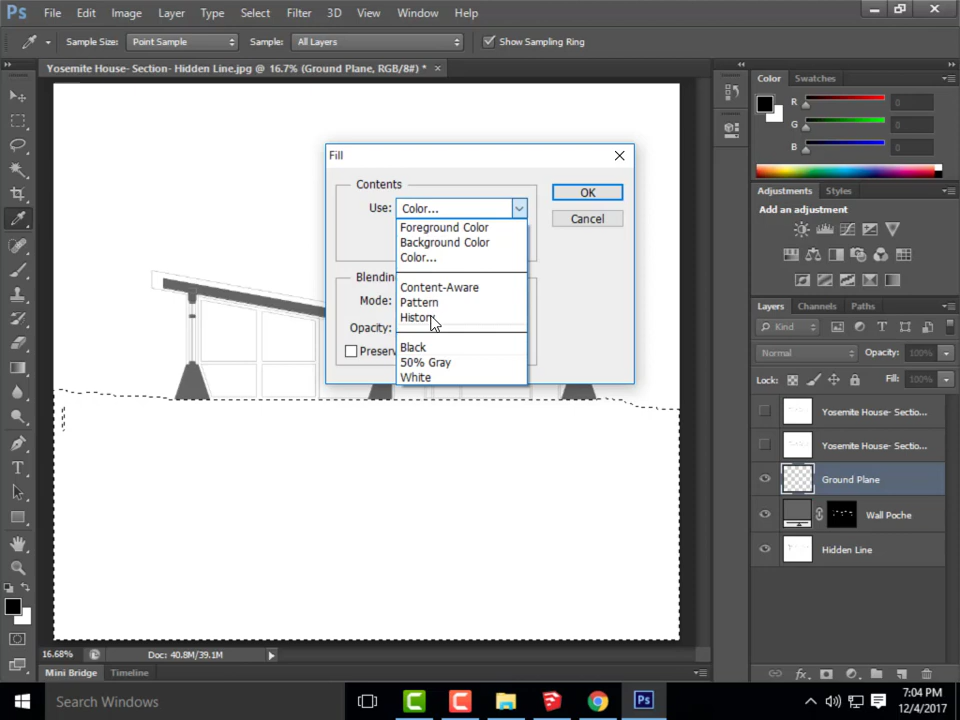 Ps File Edit Image Layer Type Select Filter 3D View Window Help
Sample Size: Point Sample Sample: All Layers Show Sampling Ring
Yosemite House- Section- Hidden Line.jpg @ 16.7% (Ground Plane, RGB/8#) * ×
Color Swatches
R 0
G 0
B 0
Fill
Contents
Use: Color...
OK
Cancel
Foreground Color
Background Color
Color...
Content-Aware
Pattern
History
Black
50% Gray
White
Blending
Mode:
Opacity:
Preserv
Adjustments Styles
Add an adjustment
Layers Channels Paths
Kind
Normal Opacity: 100%
Lock: Fill: 100%
Yosemite House- Sectio...
Yosemite House- Sectio...
Ground Plane
Wall Poche
Hidden Line
16.68% Doc: 40.8M/39.1M
Mini Bridge Timeline
Search Windows
Ps
7:04 PM
12/4/2017